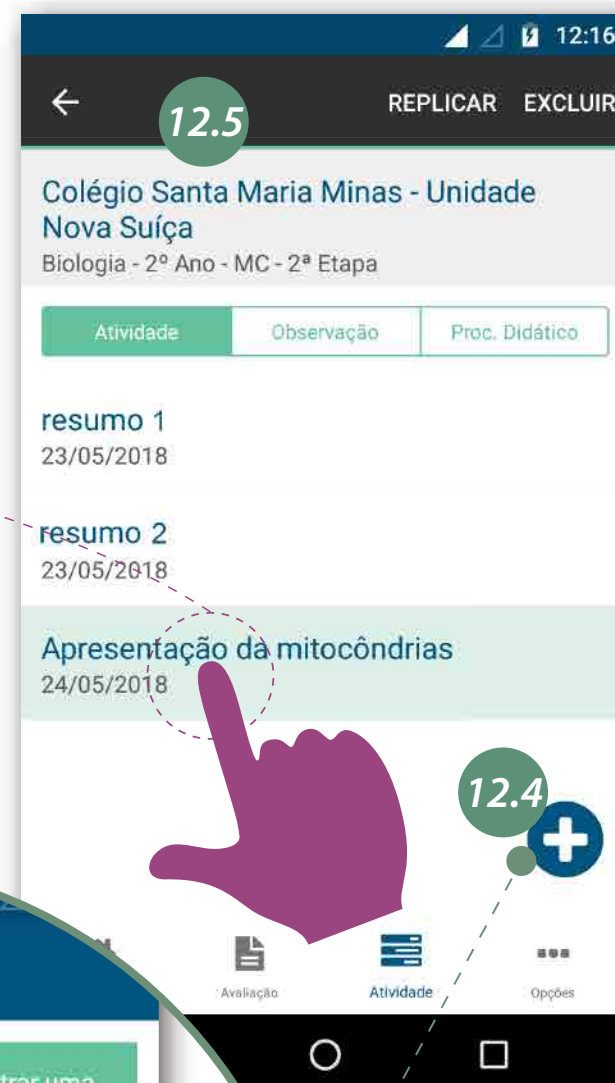 12:16
12.5
REPLICAR EXCLUIR
Colégio Santa Maria Minas - Unidade
Nova Suíça
Biologia - 2º Ano - MC - 2ª Etapa
Atividade Observação Proc. Didático
resumo 1
23/05/2018
resumo 2
23/05/2018
Apresentação da mitocôndrias
24/05/2018
12.4
Avaliação Atividade Opções
uma